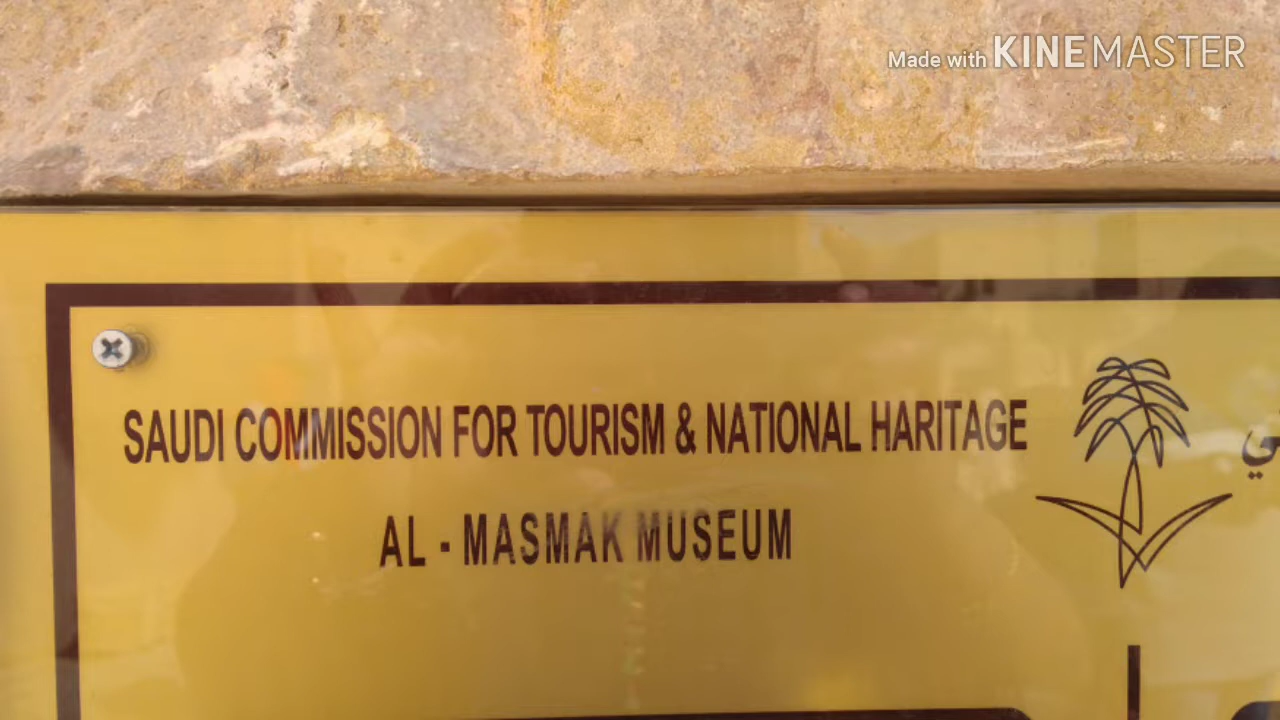 Made with KINEMASTER
SAUDI COMMISSION FOR TOURISM & NATIONAL HARITAGE
AL - MASMAK MUSEUM